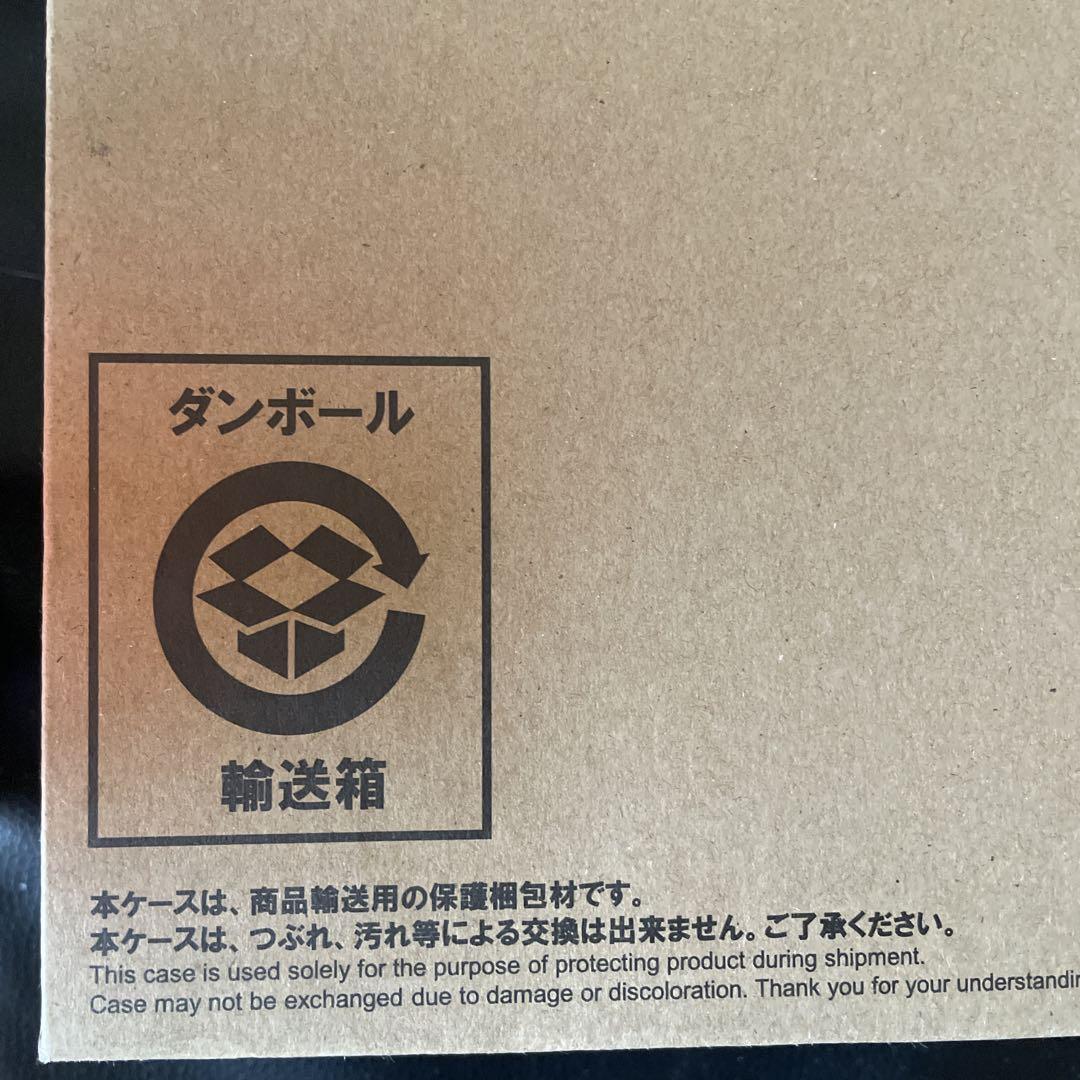 ダンボール
輸送箱
本ケースは、商品輸送用の保護梱包材です。
本ケースは、つぶれ、汚れ等による交換は出来ません。ご了承ください。
This case is used solely for the purpose of protecting product during shipment.
Case may not be exchanged due to damage or discoloration. Thank you for your understandin